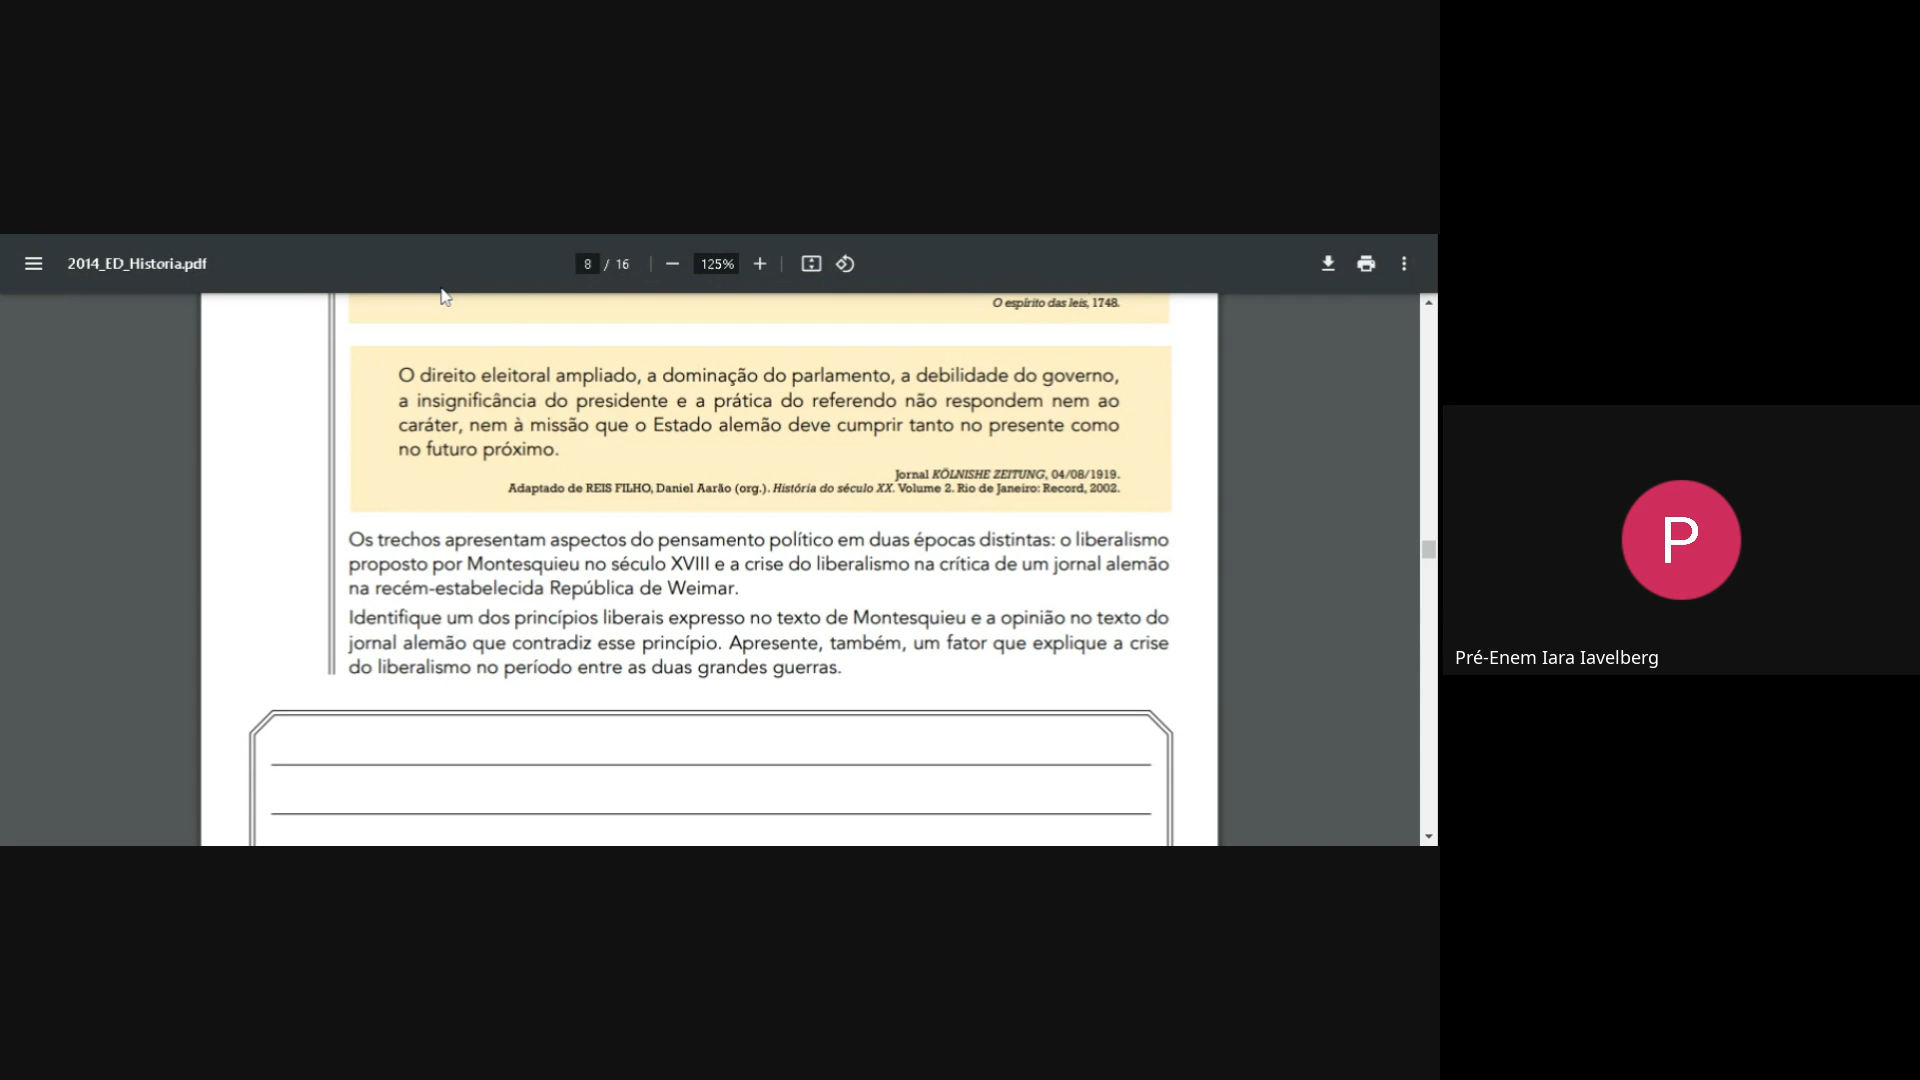 2014_ED_Historia.pdf
8 / 16
125%
O espírito das leis, 1748.
O direito eleitoral ampliado, a dominação do parlamento, a debilidade do governo,
a insignificância do presidente e a prática do referendo não respondem nem ao
caráter, nem à missão que o Estado alemão deve cumprir tanto no presente como
no futuro próximo.
Jornal KÖLNISHE ZEITUNG, 04/08/1919.
Adaptado de REIS FILHO, Daniel Aarão (org.). História do século XX. Volume 2. Rio de Janeiro: Record, 2002.
Os trechos apresentam aspectos do pensamento político em duas épocas distintas: o liberalismo
proposto por Montesquieu no século XVIII e a crise do liberalismo na crítica de um jornal alemão
na recém-estabelecida República de Weimar.
Identifique um dos princípios liberais expresso no texto de Montesquieu e a opinião no texto do
jornal alemão que contradiz esse princípio. Apresente, também, um fator que explique a crise
do liberalismo no período entre as duas grandes guerras.
P
Pré-Enem Iara Iavelberg